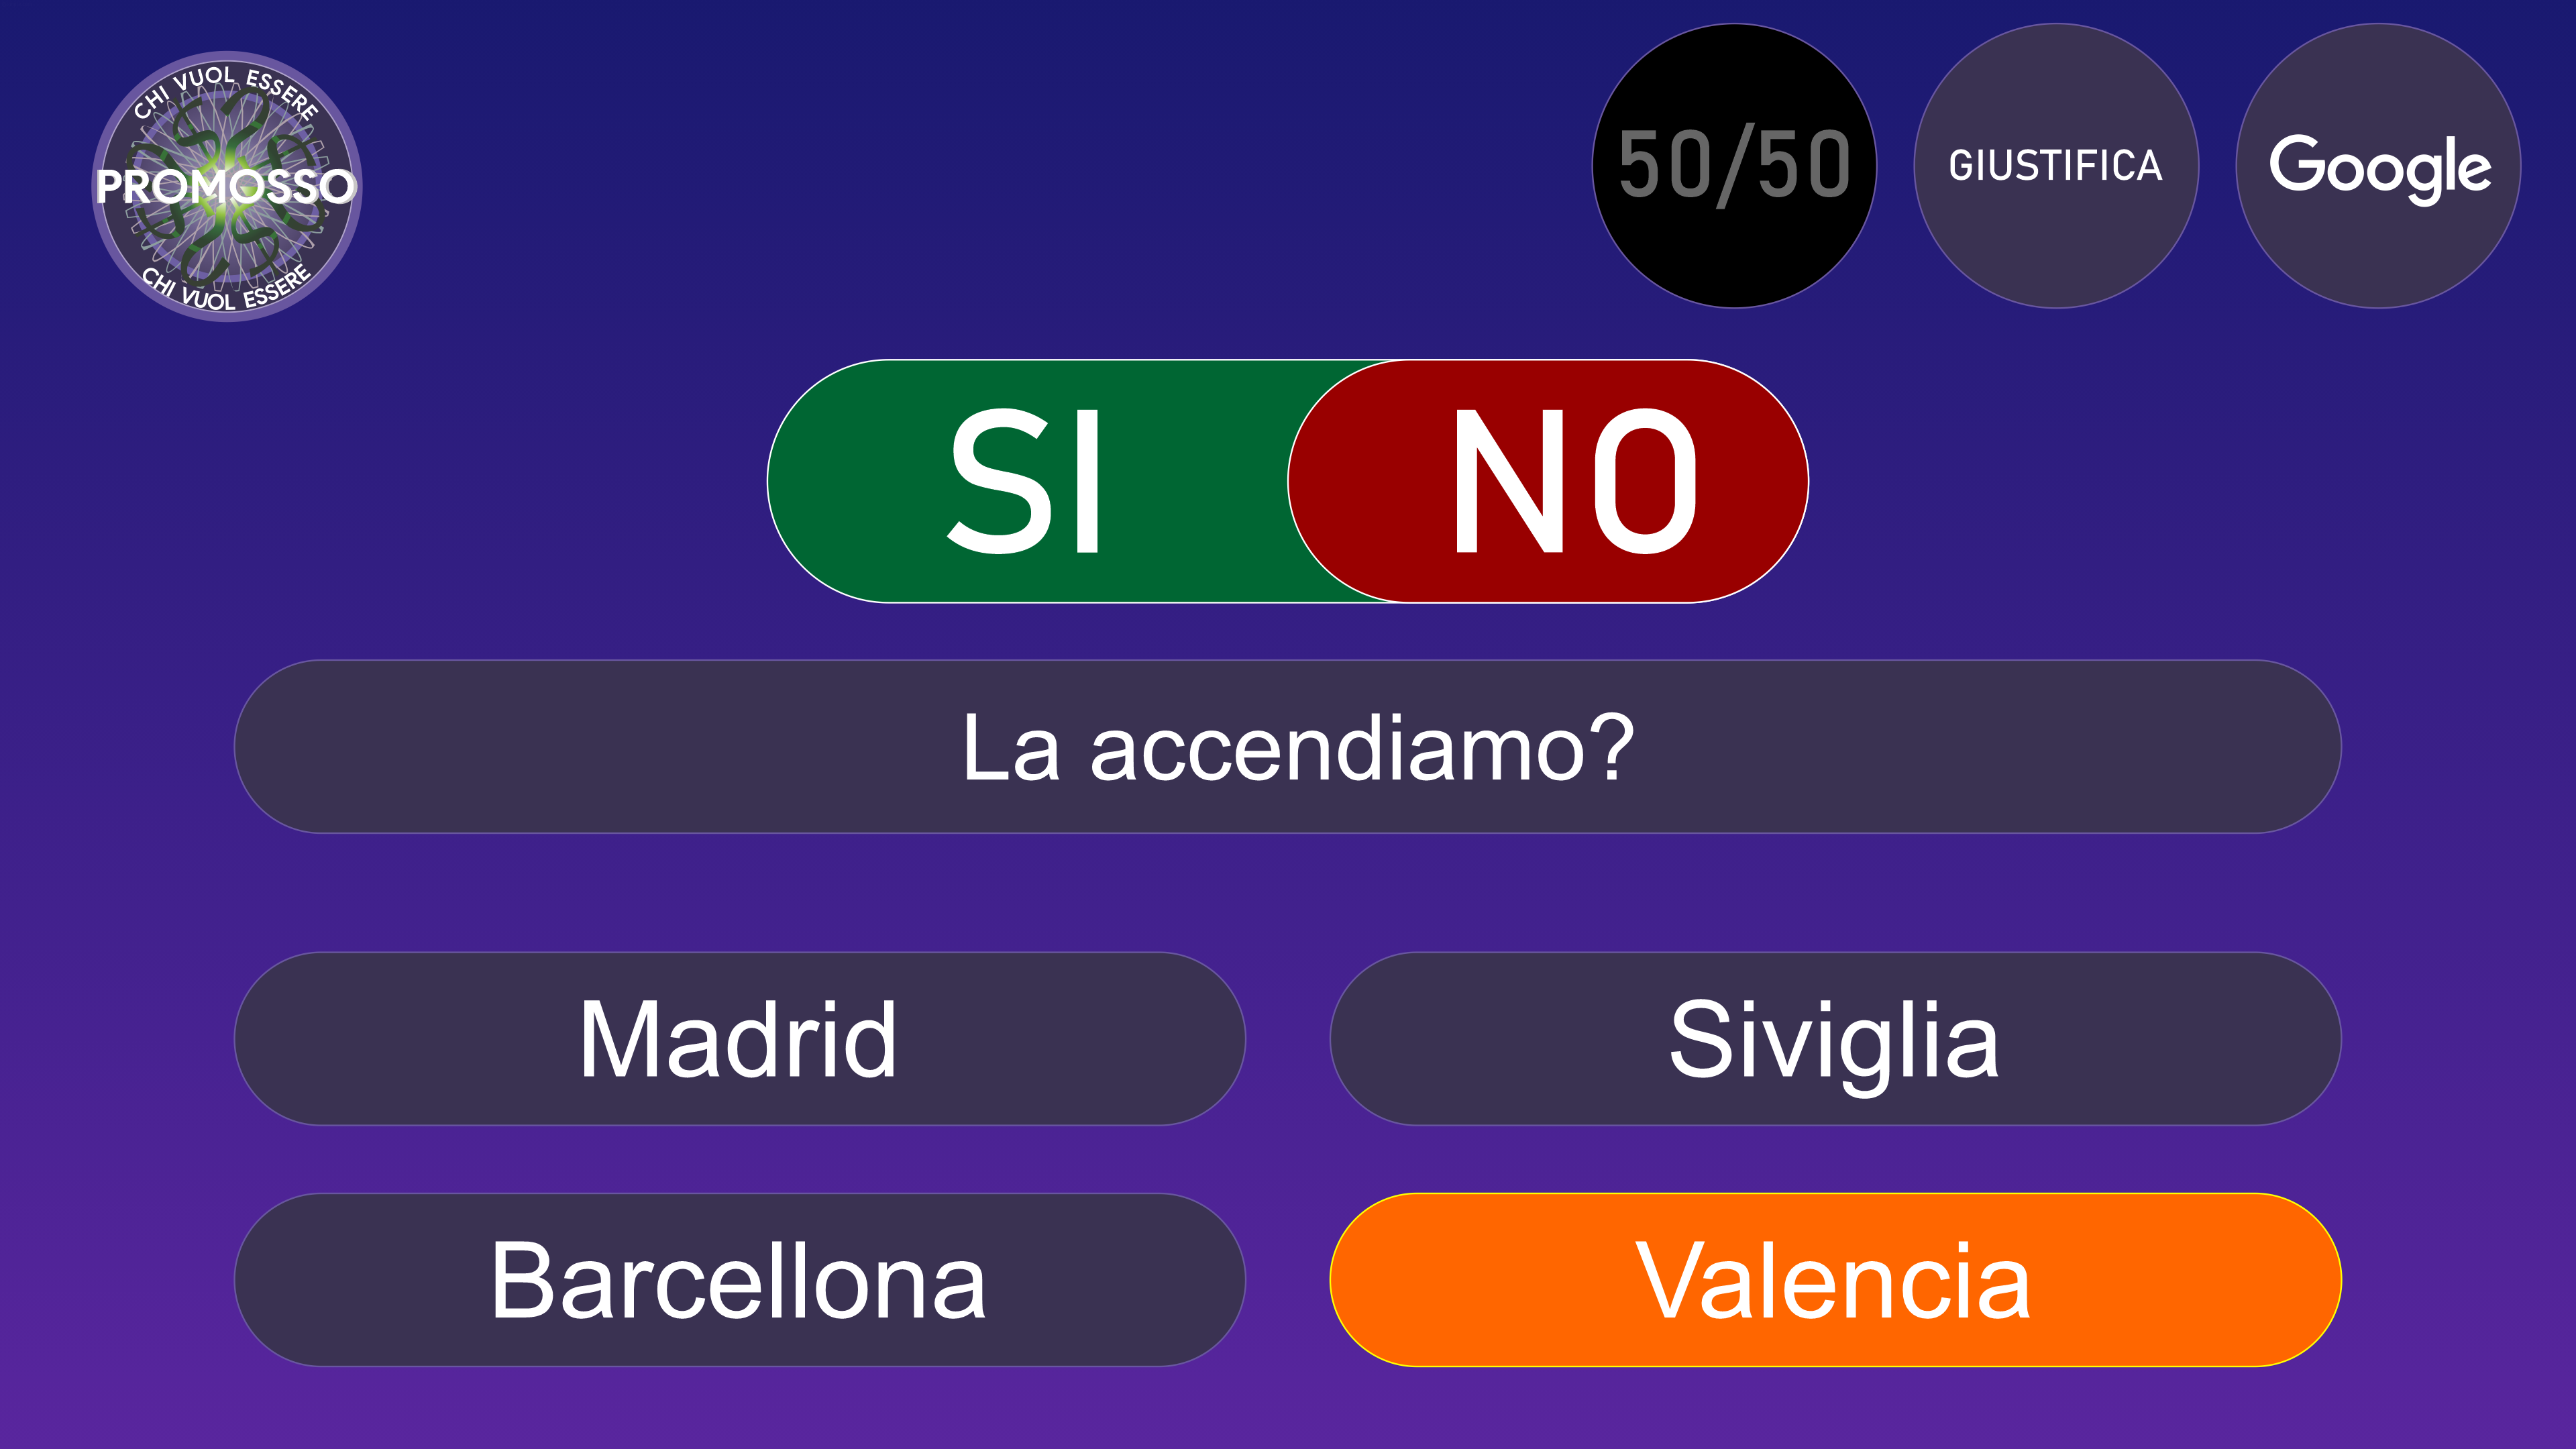 CHI VUOL ESSERE
PROMOSSO
CHI VUOL ESSERE
50/50
GIUSTIFICA
Google
SI
NO
La accendiamo?
Madrid
Siviglia
Barcellona
Valencia